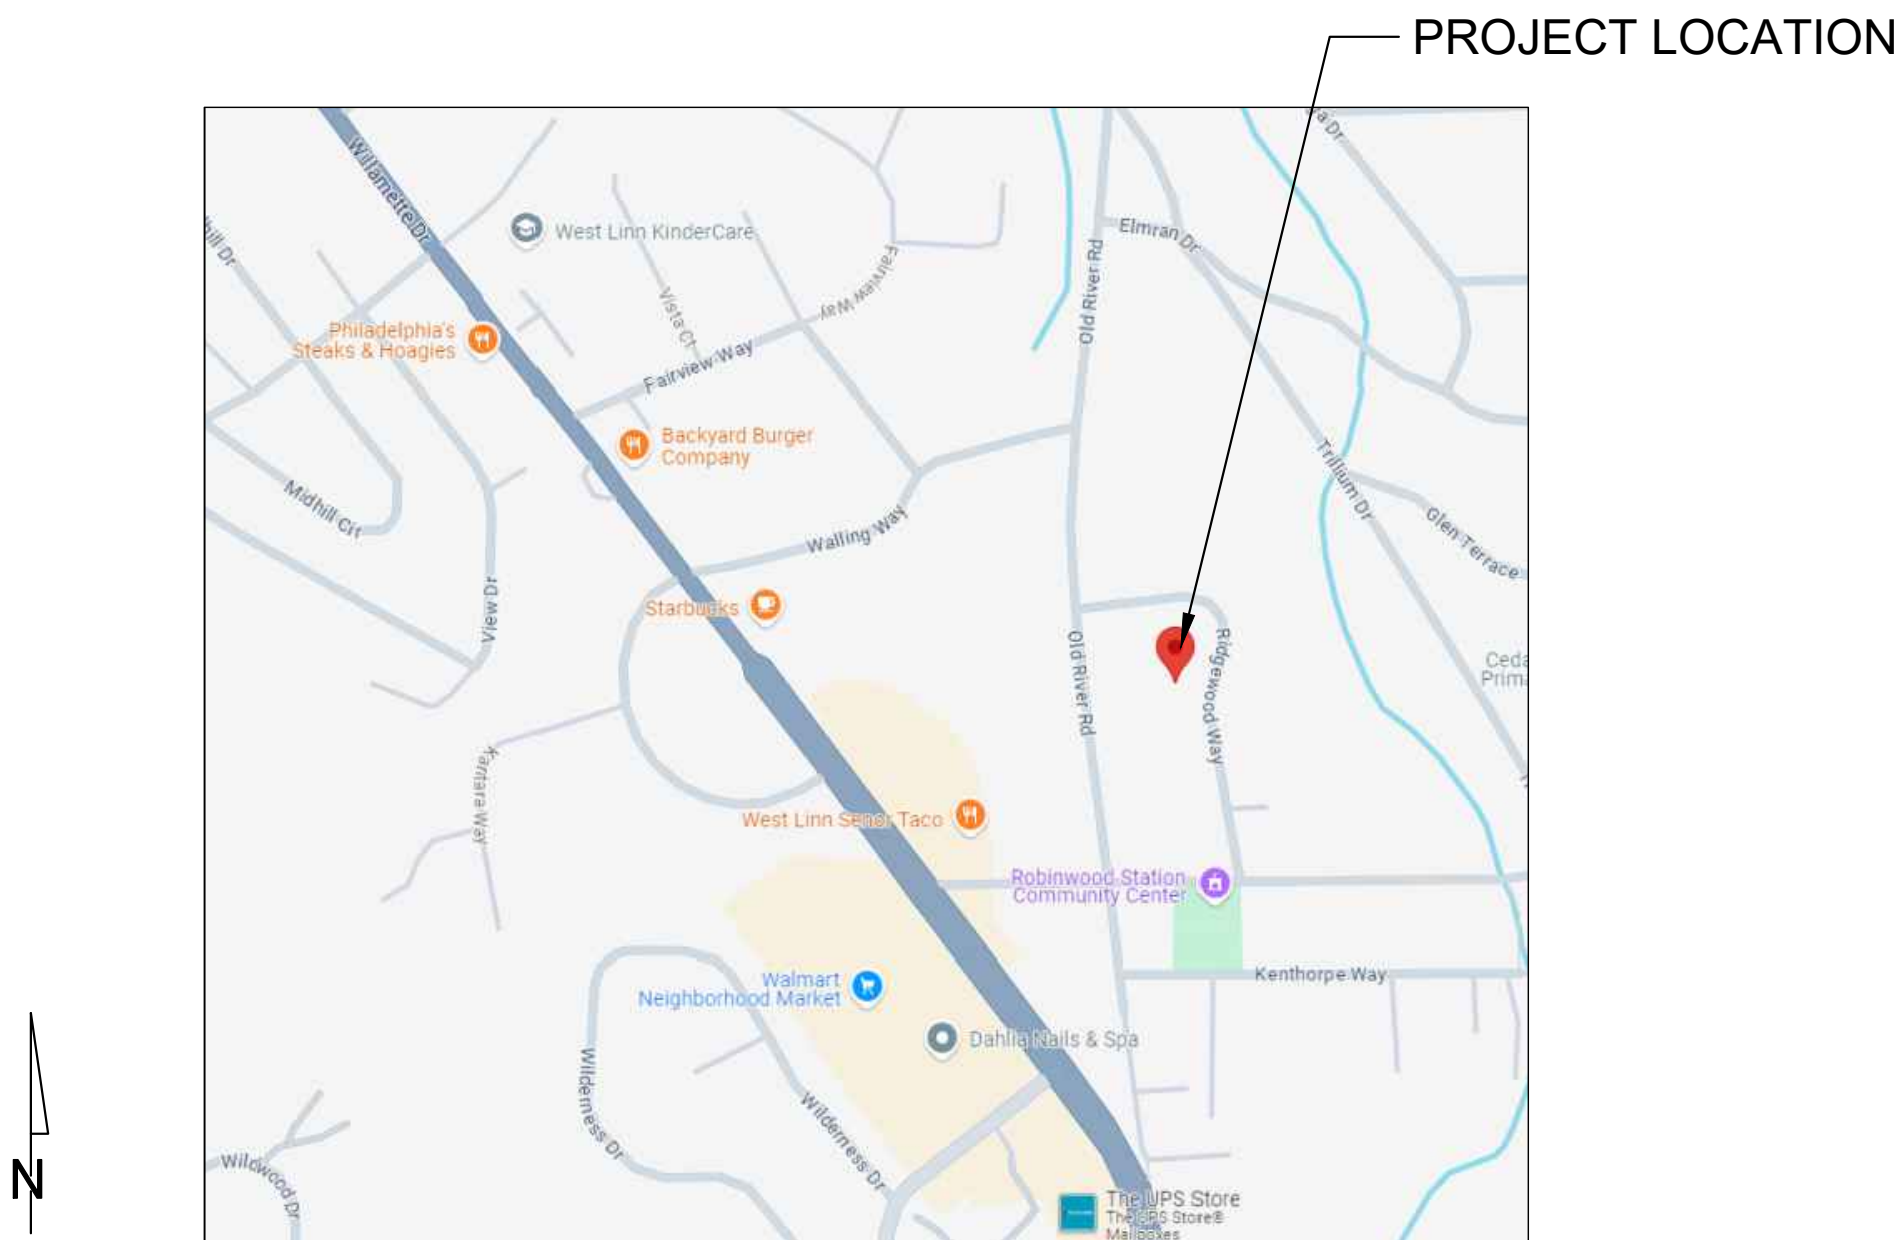 PROJECT LOCATION
Willamette Dr
West Linn KinderCare
Elmran Dr
Old River Rd
Fairview Way
Vista Ct
Philadelphia's
Steaks & Hoagies
Fairview Way
Backyard Burger
Company
Midhill Cir
Walling Way
Trillium Dr
Glen Terrace
View Dr
Starbucks
Old River Rd
Ridgewood Way
Kantara Way
West Linn Senor Taco
Robinwood Station
Community Center
Walmart
Neighborhood Market
Kenthorpe Way
Dahlia Nails & Spa
Wilderness Dr
Wilderness Dr
N
Wildwood Dr
The UPS Store
The UPS Store®
Mailboxes